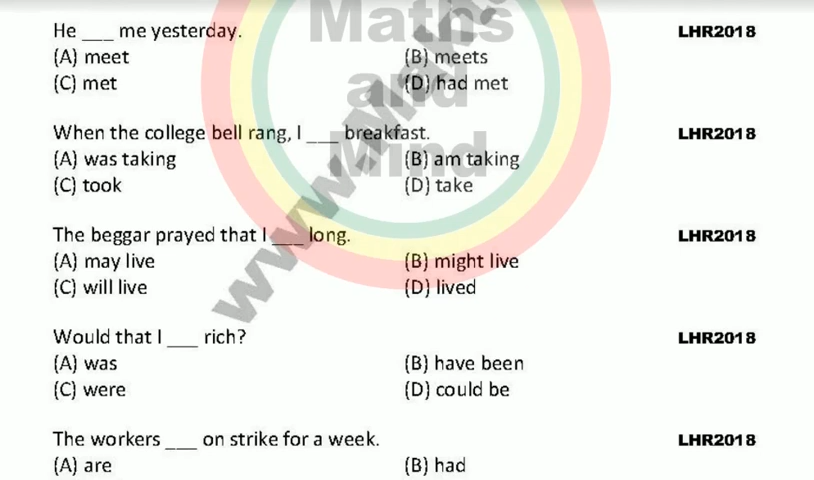 He ___ me yesterday. LHR2018
(A) meet (B) meets
(C) met (D) had met
When the college bell rang, I ___ breakfast. LHR2018
(A) was taking (B) am taking
(C) took (D) take
The beggar prayed that I ___ long. LHR2018
(A) may live (B) might live
(C) will live (D) lived
Would that I ___ rich? LHR2018
(A) was (B) have been
(C) were (D) could be
The workers ___ on strike for a week. LHR2018
(A) are (B) had
Maths
and
Mind